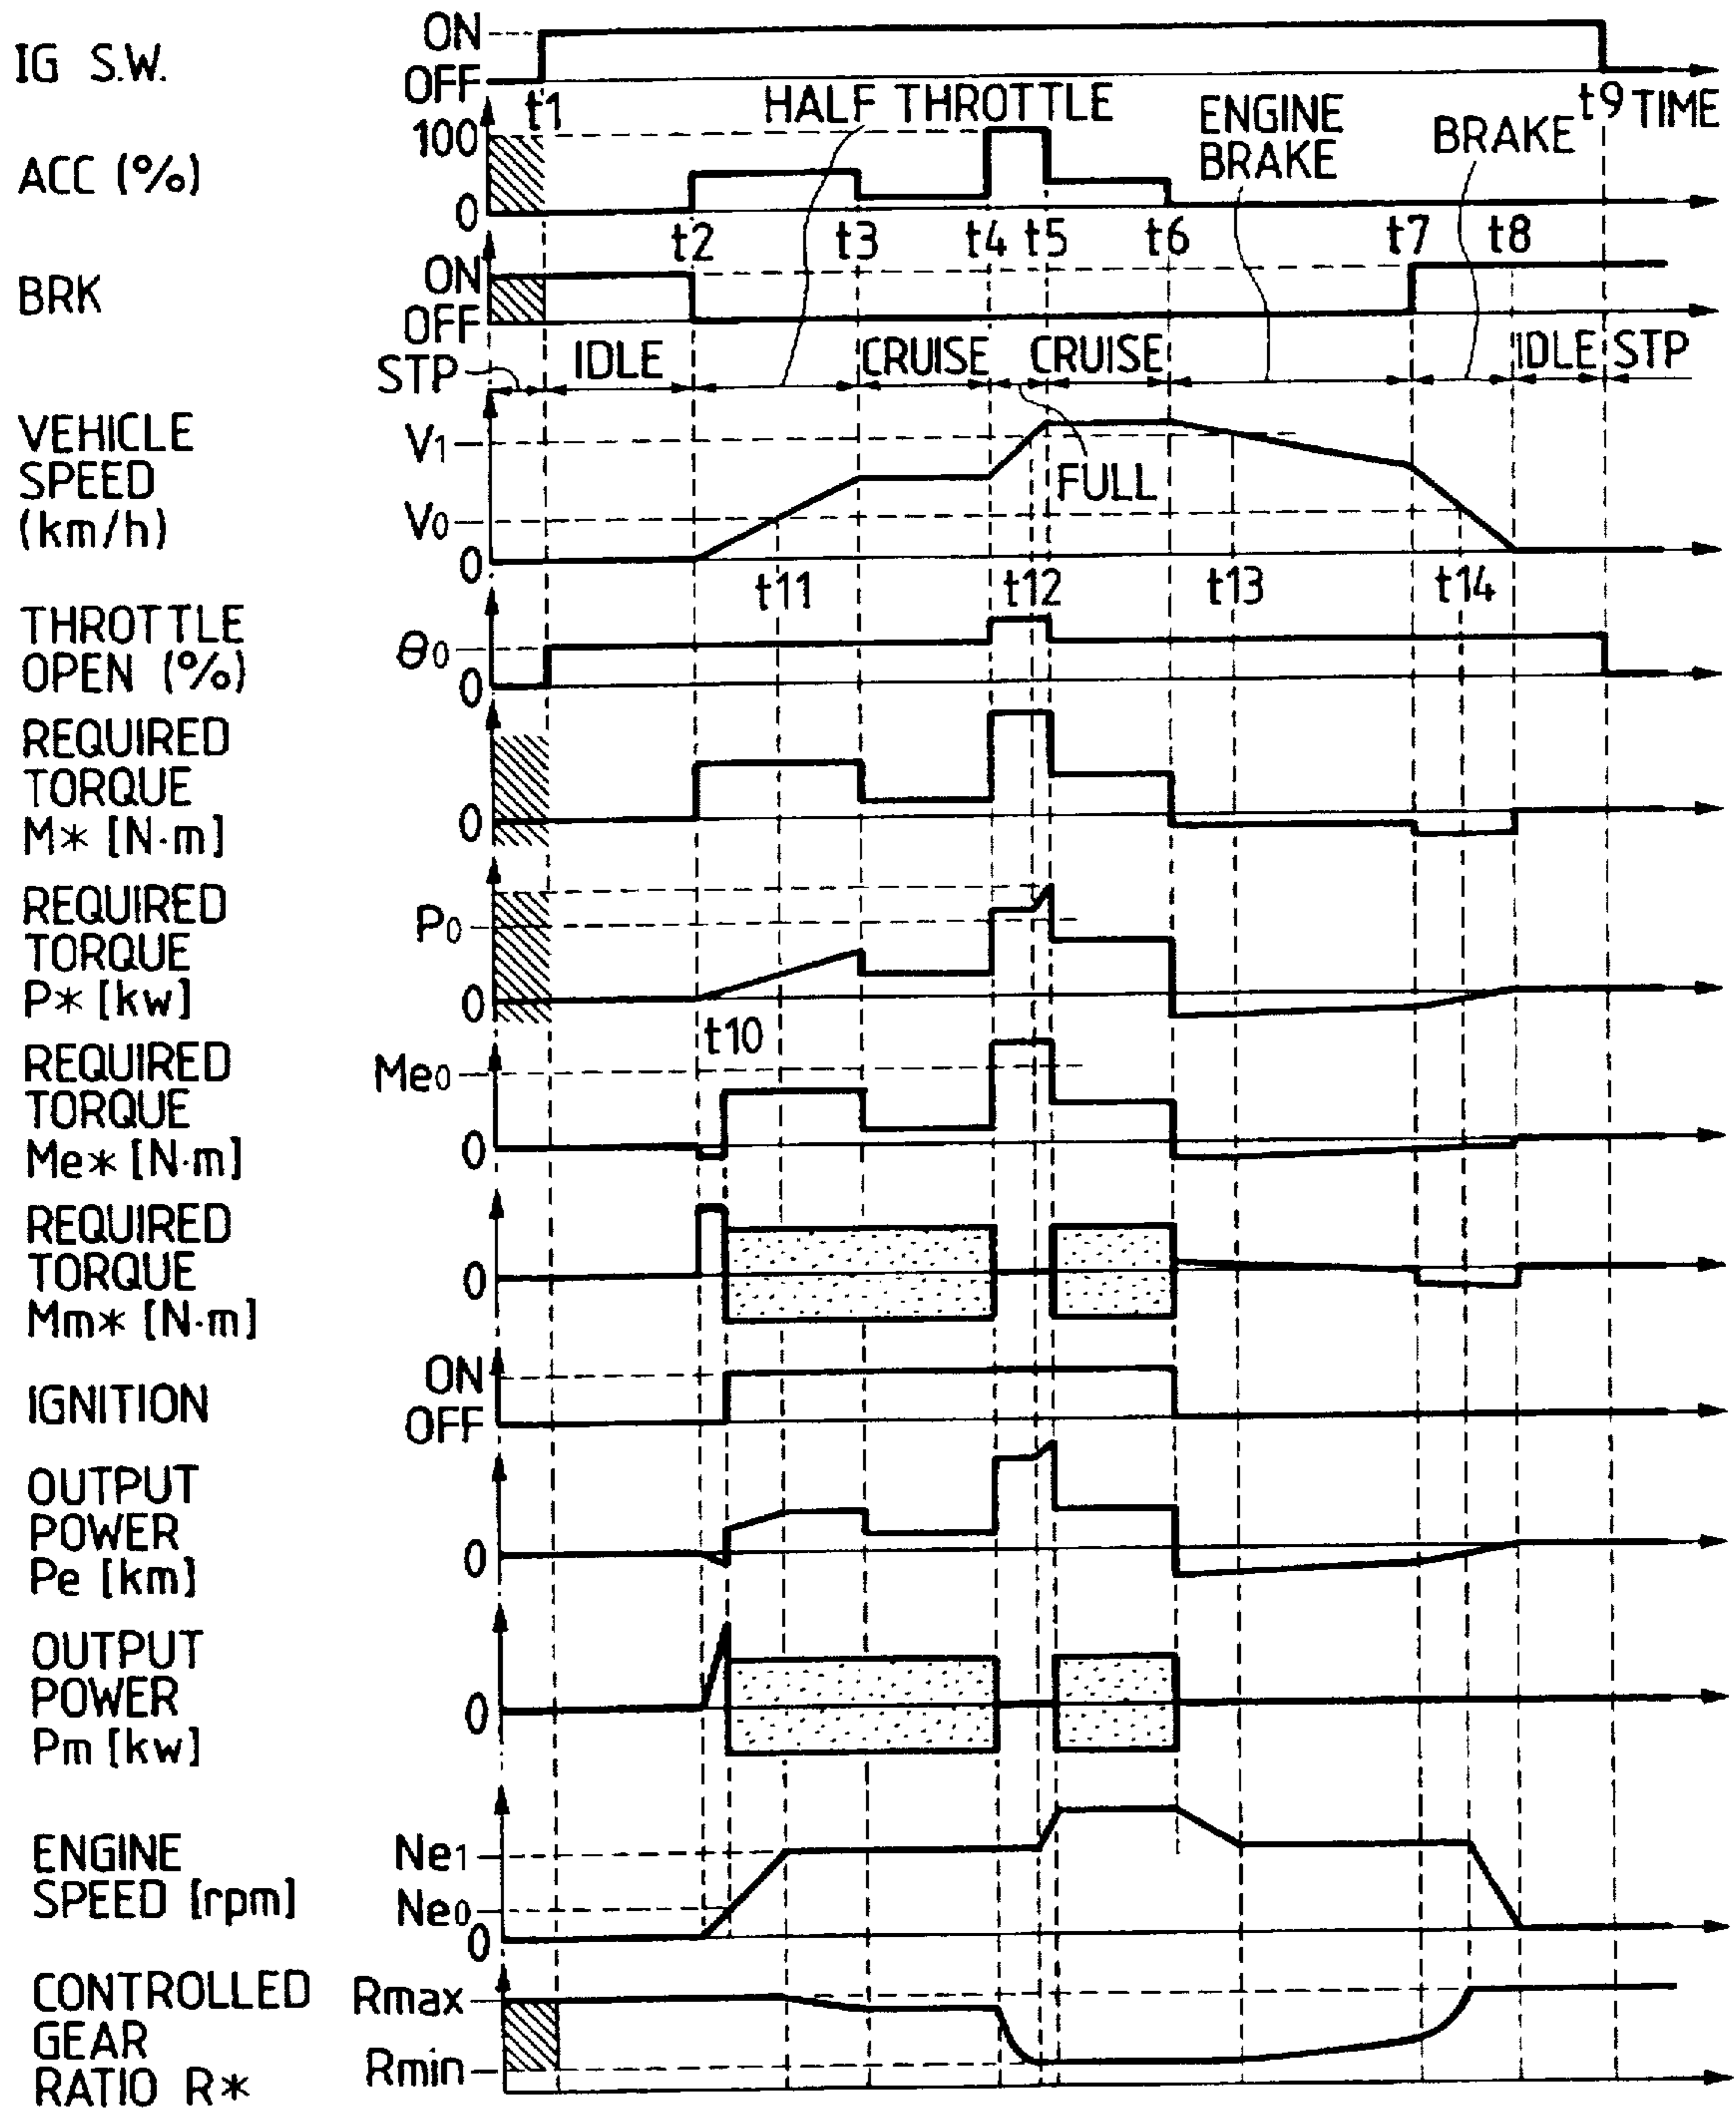 IG S.W.
ON
OFF
t1
t9 TIME
HALF THROTTLE
ENGINE
BRAKE
BRAKE
ACC (%)
100
0
t2
t3
t4
t5
t6
t7
t8
BRK
ON
OFF
STP
IDLE
CRUISE
CRUISE
IDLE
STP
FULL
VEHICLE
SPEED
(km/h)
V1
V0
0
t11
t12
t13
t14
THROTTLE
OPEN (%)
θ0
0
REQUIRED
TORQUE
M* [N·m]
0
REQUIRED
TORQUE
P* [kw]
P0
0
t10
REQUIRED
TORQUE
Me* [N·m]
Me0
0
REQUIRED
TORQUE
Mm* [N·m]
0
IGNITION
ON
OFF
OUTPUT
POWER
Pe [km]
0
OUTPUT
POWER
Pm [kw]
0
ENGINE
SPEED [rpm]
Ne1
Ne0
0
CONTROLLED
GEAR
RATIO R*
Rmax
Rmin